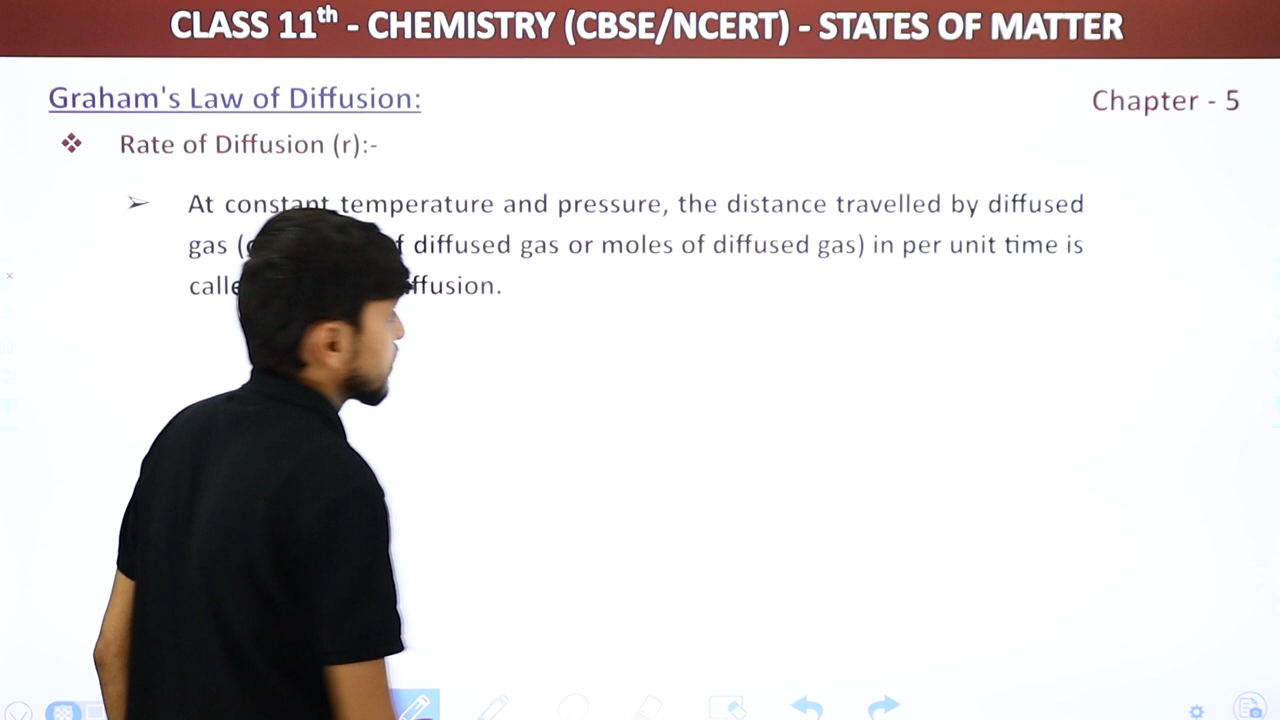 CLASS 11th - CHEMISTRY (CBSE/NCERT) - STATES OF MATTER
Graham's Law of Diffusion:
Chapter - 5
❖ Rate of Diffusion (r):-
➢ At constant temperature and pressure, the distance travelled by diffused
gas ( diffused gas or moles of diffused gas) in per unit time is
diffusion.